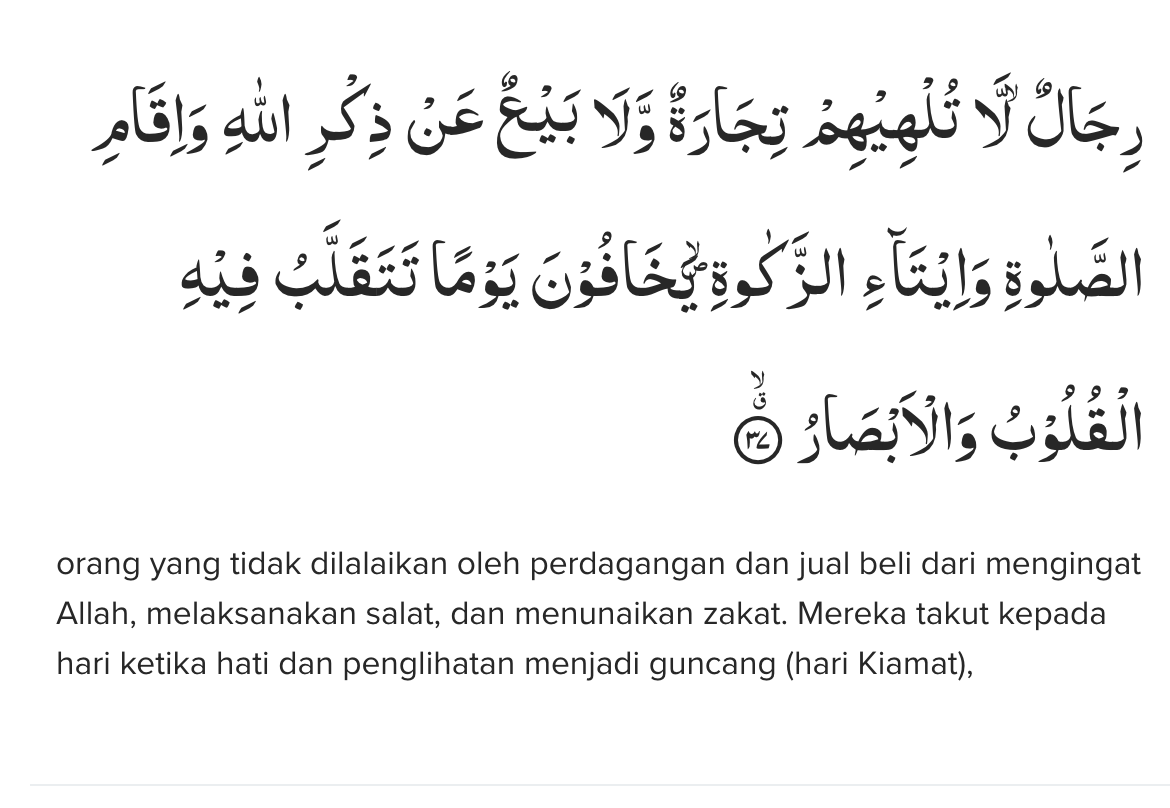 رِجَالٌ لَّا تُلْهِيْهِمْ تِجَارَةٌ وَّلَا بَيْعٌ عَنْ ذِكْرِ اللّٰهِ وَاِقَامِ
الصَّلٰوةِ وَاِيْتَاۤءِ الزَّكٰوةِ ۙيَخَافُوْنَ يَوْمًا تَتَقَلَّبُ فِيْهِ
الْقُلُوْبُ وَالْاَبْصَارُ ۙ ٣٧
orang yang tidak dilalaikan oleh perdagangan dan jual beli dari mengingat
Allah, melaksanakan salat, dan menunaikan zakat. Mereka takut kepada
hari ketika hati dan penglihatan menjadi guncang (hari Kiamat),